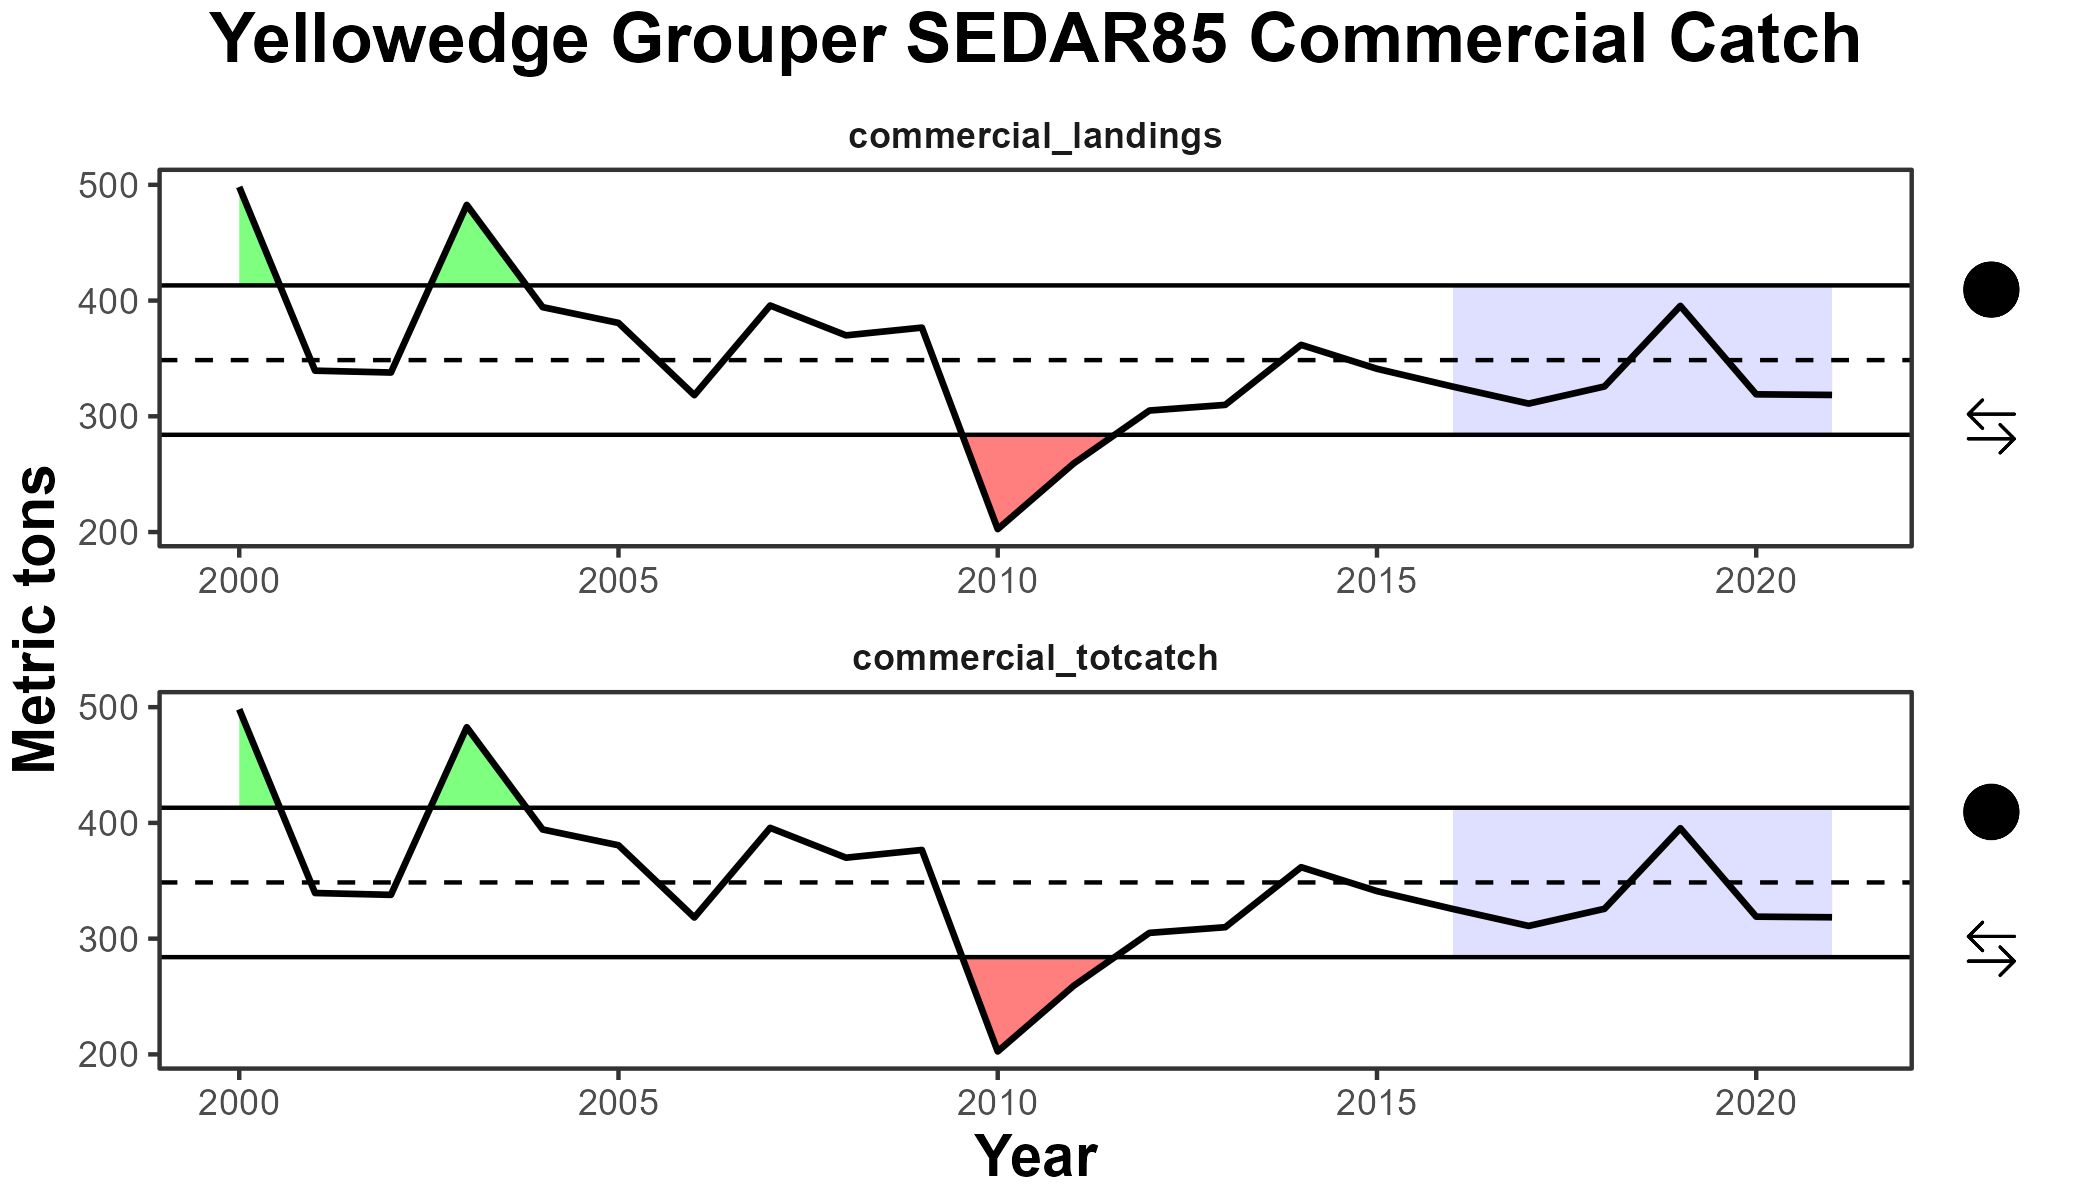 Yellowedge Grouper SEDAR85 Commercial Catch
commercial_landings
500
400
300
200
2000 2005 2010 2015 2020
Metric tons
commercial_totcatch
500
400
300
200
2000 2005 2010 2015 2020
Year